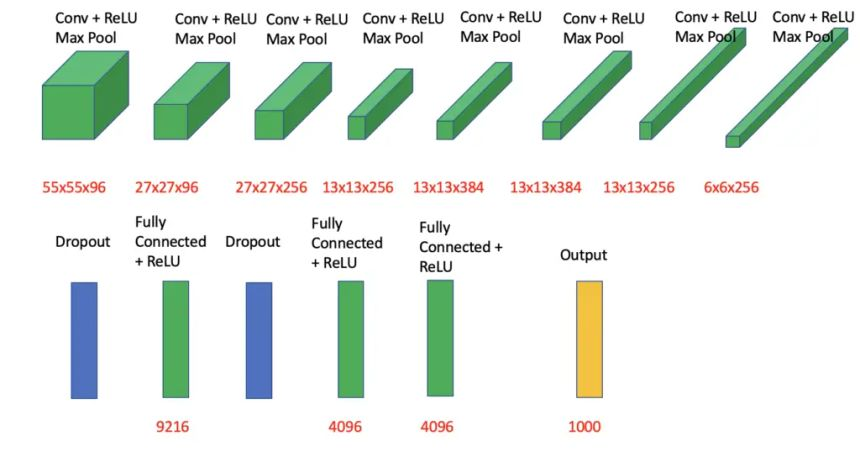 Conv + ReLU
Max Pool
Conv + ReLU
Max Pool
Conv + ReLU
Max Pool
Conv + ReLU
Max Pool
Conv + ReLU
Max Pool
Conv + ReLU
Max Pool
Conv + ReLU
Max Pool
Conv + ReLU
Max Pool
55x55x96
27x27x96
27x27x256
13x13x256
13x13x384
13x13x384
13x13x256
6x6x256
Dropout
Fully
Connected
+ ReLU
Dropout
Fully
Connected
+ ReLU
Fully
Connected +
ReLU
Output
9216
4096
4096
1000